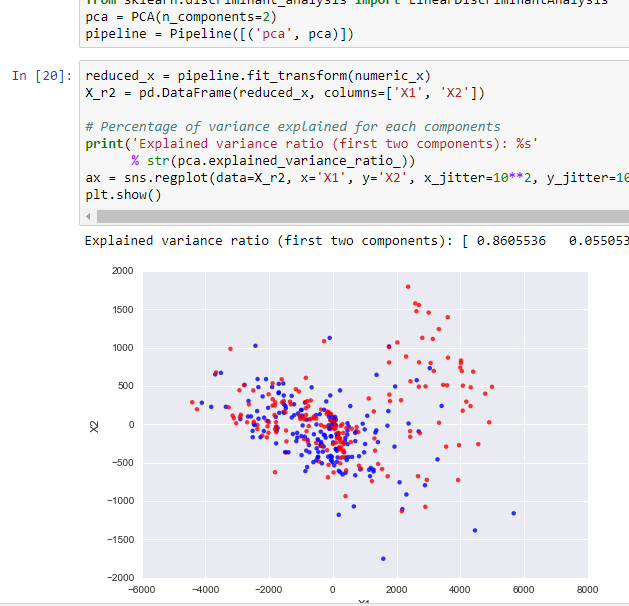 from sklearn.discriminant_analysis import LinearDiscriminantAnalysis
pca = PCA(n_components=2)
pipeline = Pipeline([('pca', pca)])
In [20]:
reduced_x = pipeline.fit_transform(numeric_x)
X_r2 = pd.DataFrame(reduced_x, columns=['X1', 'X2'])
# Percentage of variance explained for each components
print('Explained variance ratio (first two components): %s'
% str(pca.explained_variance_ratio_))
ax = sns.regplot(data=X_r2, x='X1', y='X2', x_jitter=10**2, y_jitter=10
plt.show()
Explained variance ratio (first two components): [ 0.8605536 0.055053
2000
1500
1000
500
0
−500
−1000
−1500
−2000
X2
−6000 −4000 −2000 0 2000 4000 6000 8000
X1